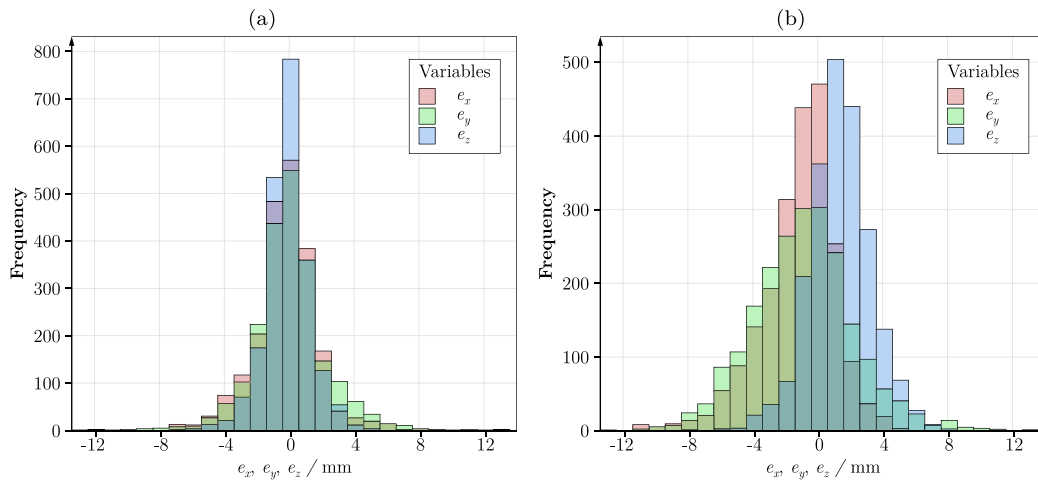 (a)
800
700
600
500
400
300
200
100
0
Frequency
-12 -8 -4 0 4 8 12
e_x, e_y, e_z / mm
Variables
e_x
e_y
e_z
(b)
500
400
300
200
100
0
Frequency
-12 -8 -4 0 4 8 12
e_x, e_y, e_z / mm
Variables
e_x
e_y
e_z